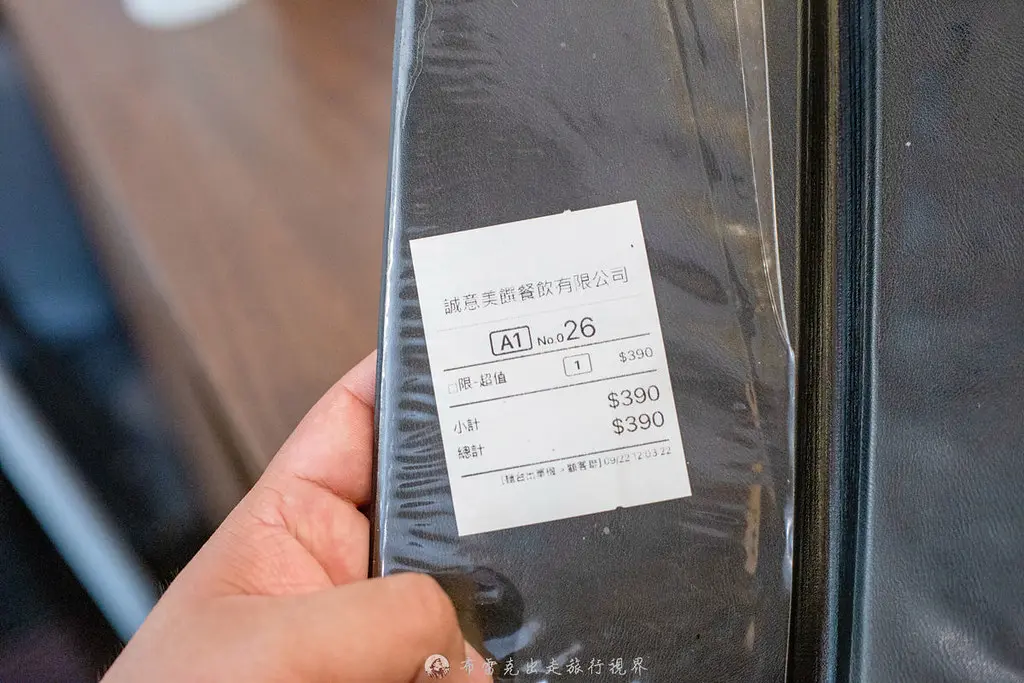 誠意美饌餐飲有限公司
A1 No.026
□限-超值 1 $390
小計 $390
總計 $390
09/22 12:03:22
布雷克出走旅行視界